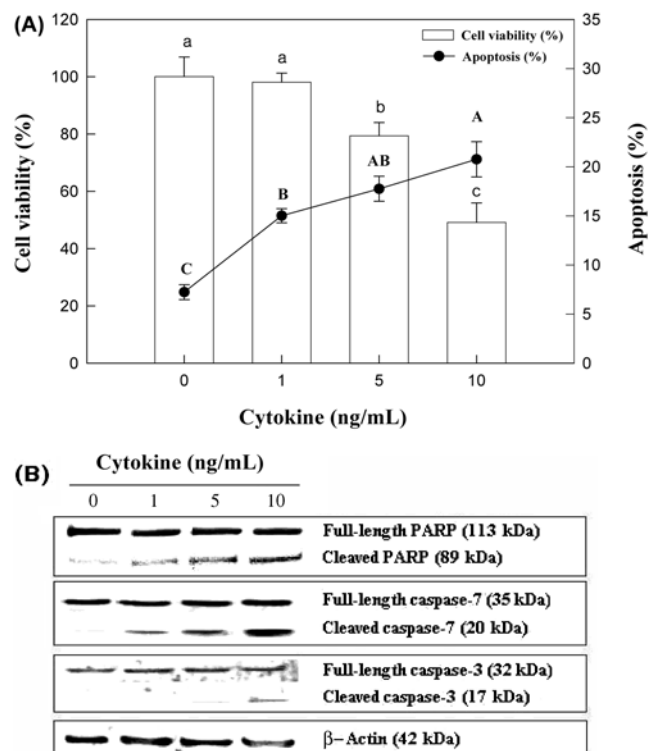 (A)
Cell viability (%)
Apoptosis (%)
120
100
80
60
40
20
0
35
30
25
20
15
10
5
0
Cell viability (%)
Apoptosis (%)
a
a
b
c
C
B
AB
A
0 1 5 10
Cytokine (ng/mL)
(B)
Cytokine (ng/mL)
0 1 5 10
Full-length PARP (113 kDa)
Cleaved PARP (89 kDa)
Full-length caspase-7 (35 kDa)
Cleaved caspase-7 (20 kDa)
Full-length caspase-3 (32 kDa)
Cleaved caspase-3 (17 kDa)
β–Actin (42 kDa)